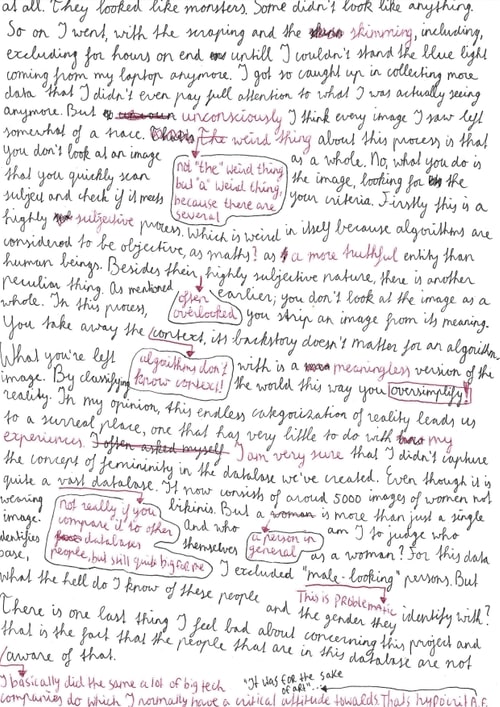 at all. They looked like monsters. Some didn't look like anything.
So on I went, with the scraping and the skimming, including,
excluding for hours on end untill I couldn't stand the blue light
coming from my laptop anymore. I got so caught up in collecting more
data that I didn't even pay full attention to what I was actually seeing
anymore. But unconsciously I think every image I saw left
somewhat of a trace. The weird thing about this process is that
you don't look at an image as a whole. No, what you do is
not "the" weird thing
but "a" weird thing,
because there are
several
that you quickly scan the image, looking for the
subject and check if it meets your criteria. Firstly this is a
highly subjective process. Which is weird in itself because algorithms are
considered to be objective, as maths? as a more truthful entity than
human beings. Besides their highly subjective nature, there is another
often
overlooked
peculiar thing. As mentioned earlier; you don't look at the image as a
whole. In this process, you strip an image from its meaning.
You take away the context, its backstory doesn't matter for an algorithm
algorithms don't
know context!
What you're left with is a meaningless version of the
image. By classifying the world this way you oversimplify!
reality. In my opinion, this endless categorization of reality leads us
to a surreal place, one that has very little to do with my
experiences. I often asked myself I am very sure that I didn't capture
the concept of femininity in the database we've created. Even though it is
quite a vast database. It now consists of aroud 5000 images of women not
not really if you
compare it to other
databases
people, but still quite big for me
wearing bikinis. But a woman is more than just a single
image. And who am I to judge who
a person in
general
identifies themselves as a woman? For this data
base, I excluded "male-looking" persons. But
what the hell do I know of these people and the gender they identify with?
This is PROBlematic
There is one last thing I feel bad about concerning this project and
that is the fact that the people that are in this database are not
aware of that.
I basically did the same a lot of big tech
"It was for the sake
of art"...
companies do which I normally have a critical attitude towards. That's hypocrit A.F.